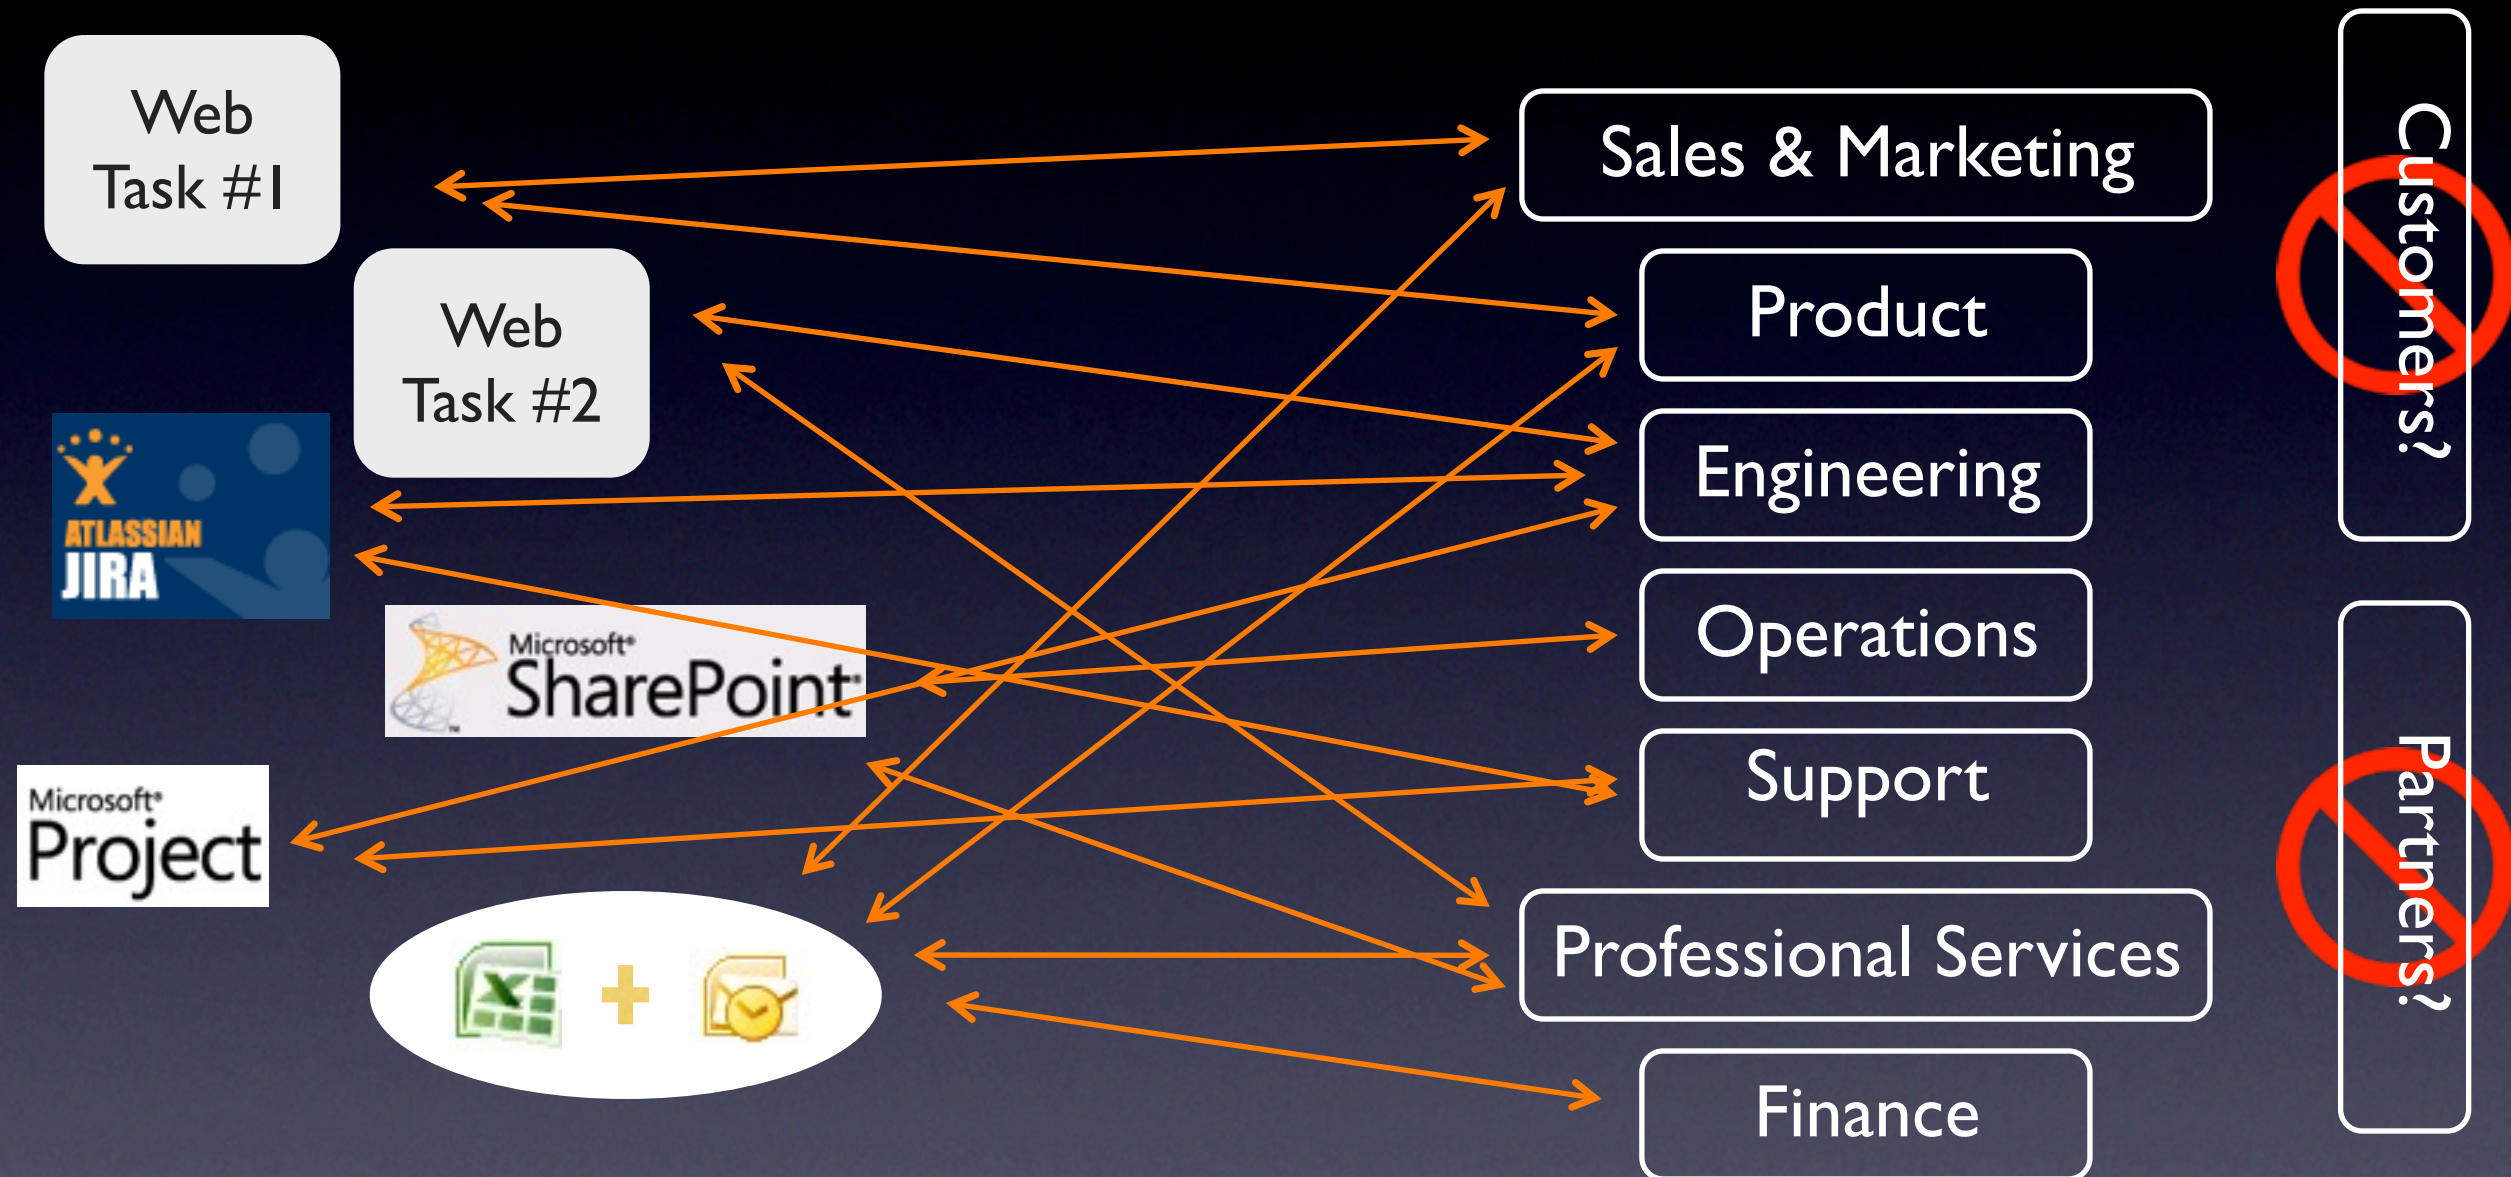 Web
Task #1
Web
Task #2
ATLASSIAN
JIRA
Microsoft®
SharePoint®
™
Microsoft®
Project
X
Sales & Marketing
Product
Engineering
Operations
Support
Professional Services
Finance
Customers?
Partners?